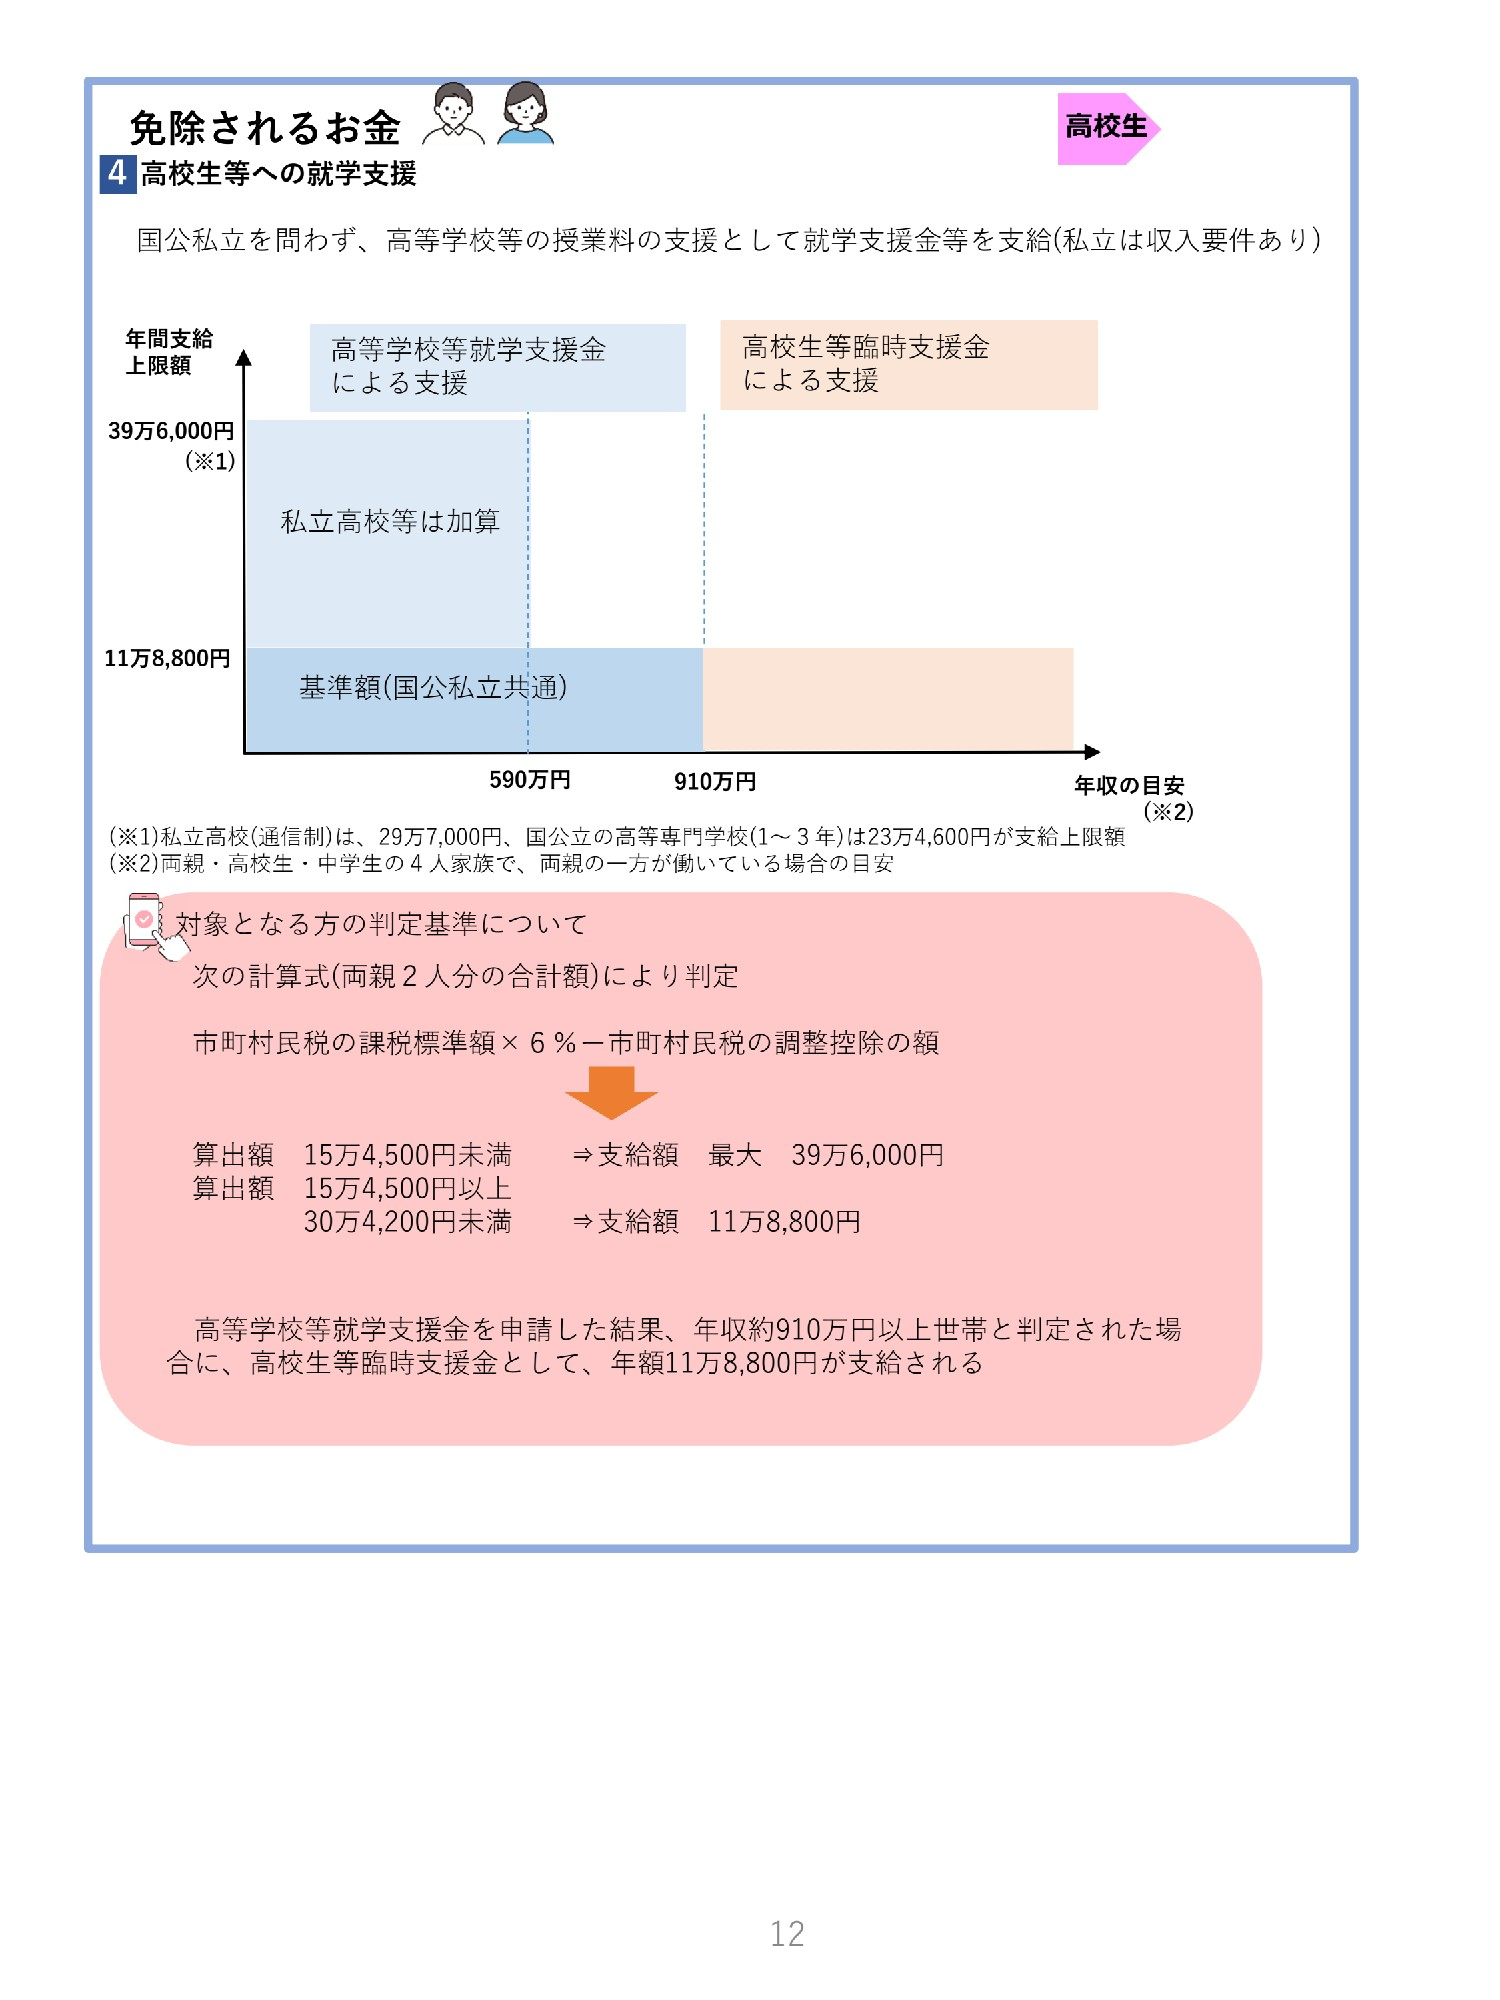 免除されるお金
高校生
4 高校生等への就学支援
国公私立を問わず、高等学校等の授業料の支援として就学支援金等を支給(私立は収入要件あり)
年間支給
上限額
高等学校等就学支援金
による支援
高校生等臨時支援金
による支援
39万6,000円
(※1)
私立高校等は加算
11万8,800円
基準額(国公私立共通)
590万円
910万円
年収の目安
(※2)
(※1)私立高校(通信制)は、29万7,000円、国公立の高等専門学校(1～３年)は23万4,600円が支給上限額
(※2)両親・高校生・中学生の４人家族で、両親の一方が働いている場合の目安
対象となる方の判定基準について
次の計算式(両親２人分の合計額)により判定
市町村民税の課税標準額×６％－市町村民税の調整控除の額
算出額　15万4,500円未満　　⇒支給額　最大　39万6,000円
算出額　15万4,500円以上
30万4,200円未満　　⇒支給額　11万8,800円
高等学校等就学支援金を申請した結果、年収約910万円以上世帯と判定された場
合に、高校生等臨時支援金として、年額11万8,800円が支給される
12